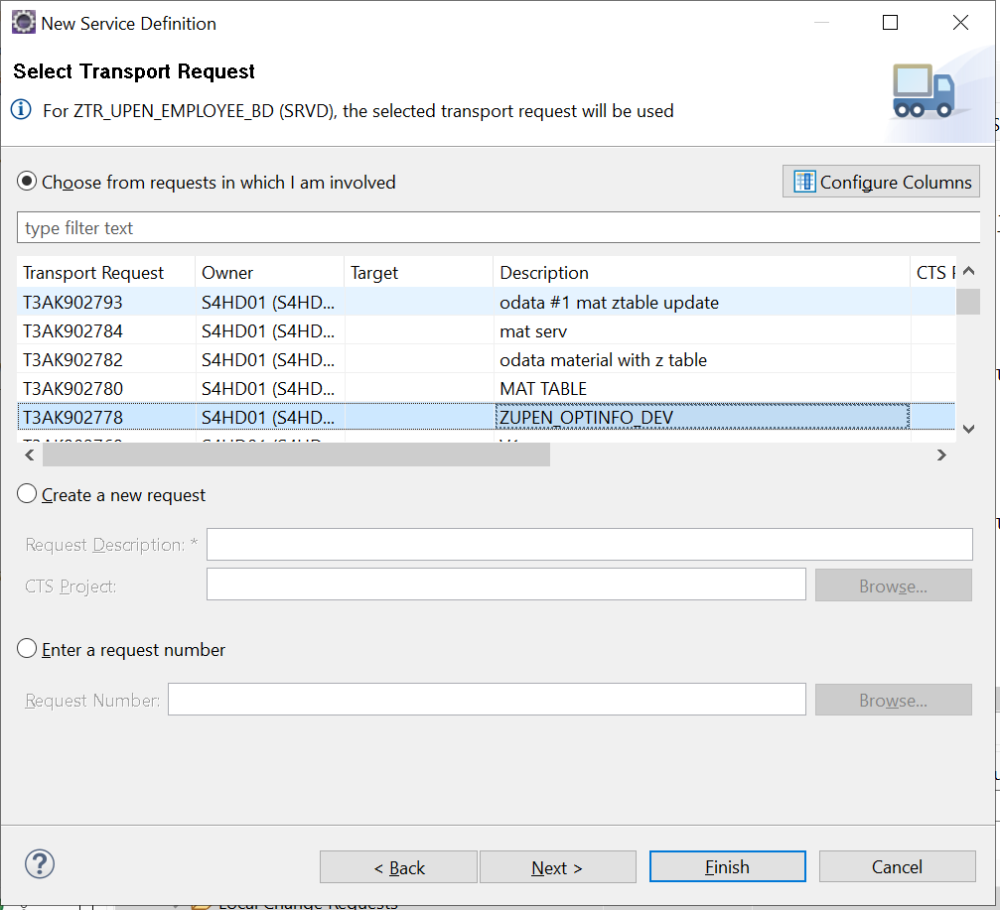 New Service Definition
Select Transport Request
For ZTR_UPEN_EMPLOYEE_BD (SRVD), the selected transport request will be used
Choose from requests in which I am involved
Configure Columns
type filter text
Transport Request Owner Target Description CTS
T3AK902793 S4HD01 (S4HD... odata #1 mat ztable update
T3AK902784 S4HD01 (S4HD... mat serv
T3AK902782 S4HD01 (S4HD... odata material with z table
T3AK902780 S4HD01 (S4HD... MAT TABLE
T3AK902778 S4HD01 (S4HD... ZUPEN_OPTINFO_DEV
Create a new request
Request Description: *
CTS Project:
Browse...
Enter a request number
Request Number:
Browse...
?
< Back
Next >
Finish
Cancel
Local Change Requests